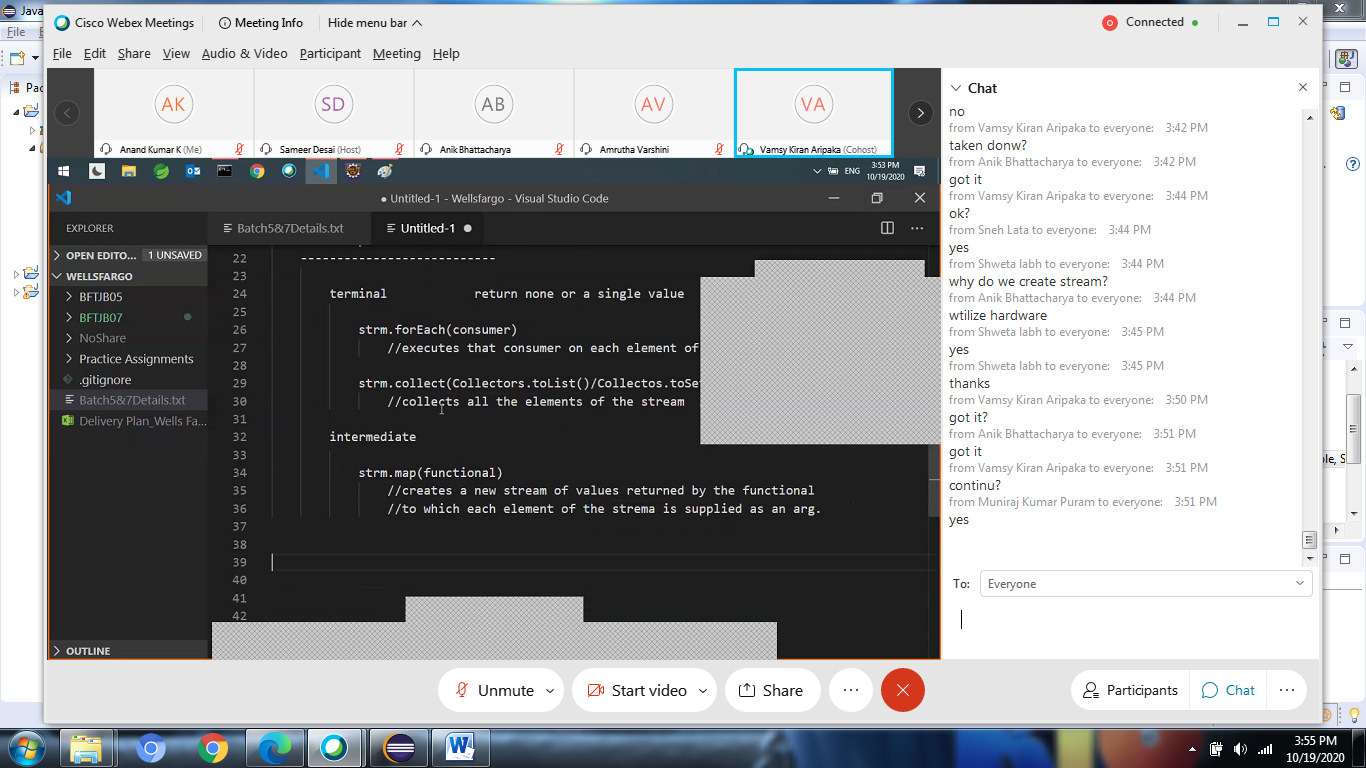 Java
File
Pac
Cisco Webex Meetings
Meeting Info
Hide menu bar
Connected
File Edit Share View Audio & Video Participant Meeting Help
AK
SD
AB
AV
VA
Anand Kumar K (Me)
Sameer Desai (Host)
Anik Bhattacharya
Amrutha Varshini
Vamsy Kiran Aripaka (Cohost)
ENG
3:53 PM
10/19/2020
● Untitled-1 - Wellsfargo - Visual Studio Code
EXPLORER
Batch5&7Details.txt
Untitled-1
OPEN EDITO... 1 UNSAVED
WELLSFARGO
BFTJB05
BFTJB07
NoShare
Practice Assignments
.gitignore
Batch5&7Details.txt
Delivery Plan_Wells Fa...
OUTLINE
22 ---------------------------
23
24 terminal return none or a single value
25
26 strm.forEach(consumer)
27 //executes that consumer on each element of
28
29 strm.collect(Collectors.toList()/Collectos.toSe
30 //collects all the elements of the stream
31
32 intermediate
33
34 strm.map(functional)
35 //creates a new stream of values returned by the functional
36 //to which each element of the strema is supplied as an arg.
37
38
39
40
41
42
Chat
no
from Vamsy Kiran Aripaka to everyone: 3:42 PM
taken donw?
from Anik Bhattacharya to everyone: 3:42 PM
got it
from Vamsy Kiran Aripaka to everyone: 3:44 PM
ok?
from Sneh Lata to everyone: 3:44 PM
yes
from Shweta labh to everyone: 3:44 PM
why do we create stream?
from Anik Bhattacharya to everyone: 3:44 PM
wtilize hardware
from Shweta labh to everyone: 3:45 PM
yes
from Shweta labh to everyone: 3:45 PM
thanks
from Vamsy Kiran Aripaka to everyone: 3:50 PM
got it?
from Anik Bhattacharya to everyone: 3:51 PM
got it
from Vamsy Kiran Aripaka to everyone: 3:51 PM
continu?
from Muniraj Kumar Puram to everyone: 3:51 PM
yes
To: Everyone
Unmute
Start video
Share
Participants
Chat
ole, S
3:55 PM
10/19/2020